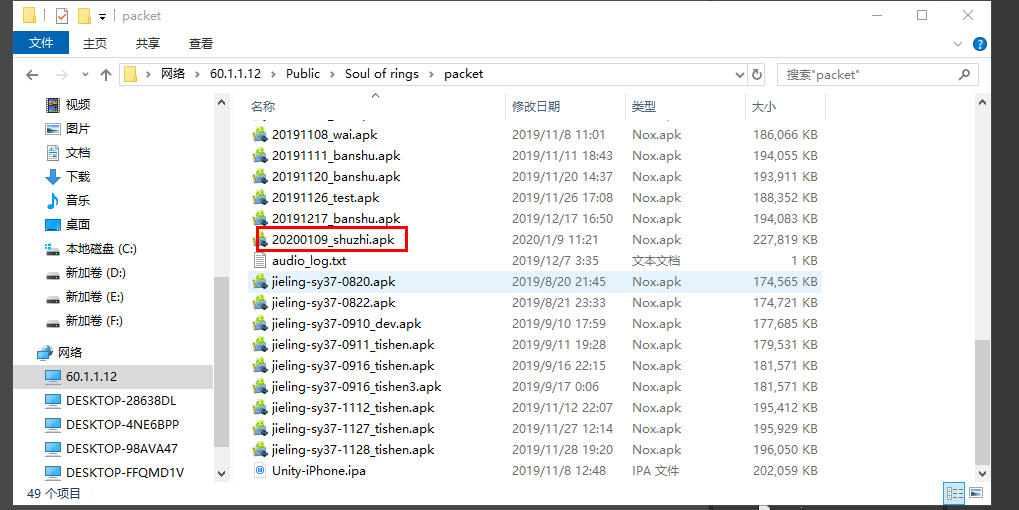 packet
文件 主页 共享 查看
网络 60.1.1.12 Public Soul of rings packet 搜索"packet"
视频
图片
文档
下载
音乐
桌面
本地磁盘 (C:)
新加卷 (D:)
新加卷 (E:)
新加卷 (F:)
网络
60.1.1.12
DESKTOP-28638DL
DESKTOP-4NE6BPP
DESKTOP-98AVA47
DESKTOP-FFQMD1V
名称 修改日期 类型 大小
20191108_wai.apk 2019/11/8 11:01 Nox.apk 186,066 KB
20191111_banshu.apk 2019/11/11 18:43 Nox.apk 194,055 KB
20191120_banshu.apk 2019/11/20 14:37 Nox.apk 193,911 KB
20191126_test.apk 2019/11/26 17:08 Nox.apk 188,352 KB
20191217_banshu.apk 2019/12/17 16:50 Nox.apk 194,083 KB
20200109_shuzhi.apk 2020/1/9 11:21 Nox.apk 227,819 KB
audio_log.txt 2019/12/7 3:35 文本文档 1 KB
jieling-sy37-0820.apk 2019/8/20 21:45 Nox.apk 174,565 KB
jieling-sy37-0822.apk 2019/8/21 23:33 Nox.apk 174,721 KB
jieling-sy37-0910_dev.apk 2019/9/10 17:59 Nox.apk 177,685 KB
jieling-sy37-0911_tishen.apk 2019/9/11 19:28 Nox.apk 179,531 KB
jieling-sy37-0916_tishen.apk 2019/9/16 22:15 Nox.apk 181,571 KB
jieling-sy37-0916_tishen3.apk 2019/9/17 0:06 Nox.apk 181,571 KB
jieling-sy37-1112_tishen.apk 2019/11/12 22:07 Nox.apk 195,412 KB
jieling-sy37-1127_tishen.apk 2019/11/27 12:14 Nox.apk 195,929 KB
jieling-sy37-1128_tishen.apk 2019/11/28 19:20 Nox.apk 196,050 KB
Unity-iPhone.ipa 2019/11/8 12:48 IPA 文件 202,059 KB
49 个项目